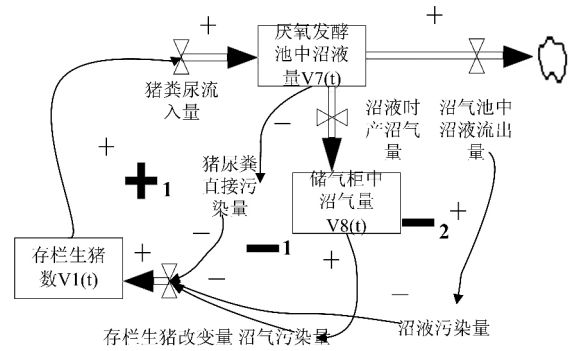 +
+
厌氧发酵
池中沼液
量V7(t)
猪粪尿流
入量
沼液时
产沼气
量
沼气池中
沼液流出
量
+
−
+1
猪尿粪
直接污
染量
储气柜中
沼气量
V8(t)
−2
+
−
−1
+
存栏生猪
数V1(t)
+
−
−
存栏生猪改变量
沼气污染量
沼液污染量